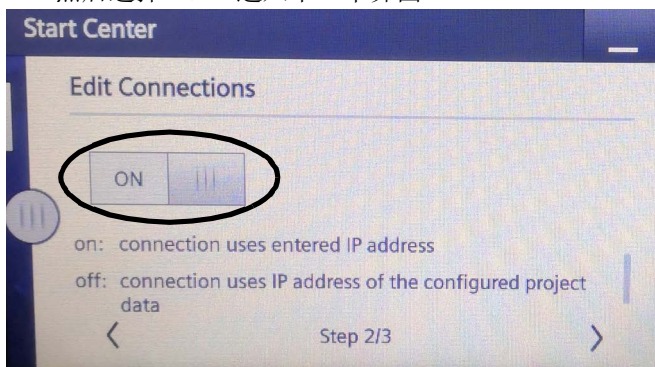 Start Center
Edit Connections
ON
on: connection uses entered IP address
off: connection uses IP address of the configured project
data
Step 2/3